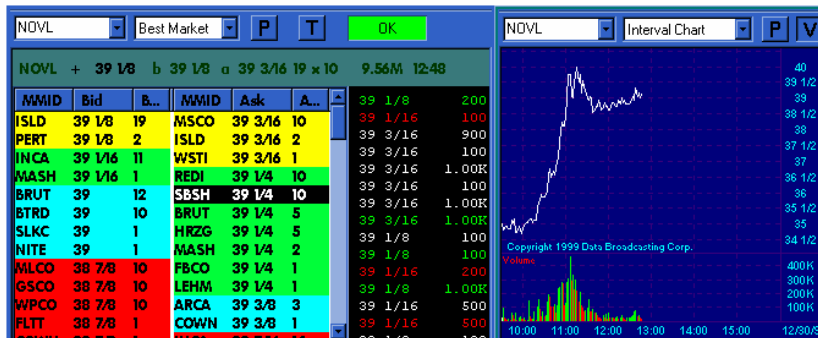 NOVL Best Market P T OK
NOVL + 39 1/8 b 39 1/8 a 39 3/16 19 x 10 9.56M 12:48
MMID Bid B... MMID Ask A...
ISLD 39 1/8 19 MSCO 39 3/16 10
PERT 39 1/8 2 ISLD 39 3/16 2
INCA 39 1/16 11 WSTI 39 3/16 1
MASH 39 1/16 1 REDI 39 1/4 10
BRUT 39 12 SBSH 39 1/4 10
BTRD 39 10 BRUT 39 1/4 5
SLKC 39 1 HRZG 39 1/4 5
NITE 39 1 MASH 39 1/4 2
MLCO 38 7/8 10 FBCO 39 1/4 1
GSCO 38 7/8 10 LEHM 39 1/4 1
WPCO 38 7/8 10 ARCA 39 3/8 3
FLTT 38 7/8 1 COWN 39 3/8 1
39 1/8 200
39 1/16 100
39 3/16 900
39 3/16 100
39 3/16 1.00K
39 3/16 100
39 3/16 1.00K
39 3/16 1.00K
39 1/8 100
39 1/8 100
39 1/16 200
39 1/8 1.00K
39 1/16 500
39 1/16 500
NOVL Interval Chart P V
40
39 1/2
39
38 1/2
38
37 1/2
37
36 1/2
36
35 1/2
35
34 1/2
Copyright 1999 Data Broadcasting Corp.
Volume
400K
300K
200K
100K
10:00 11:00 12:00 13:00 14:00 15:00